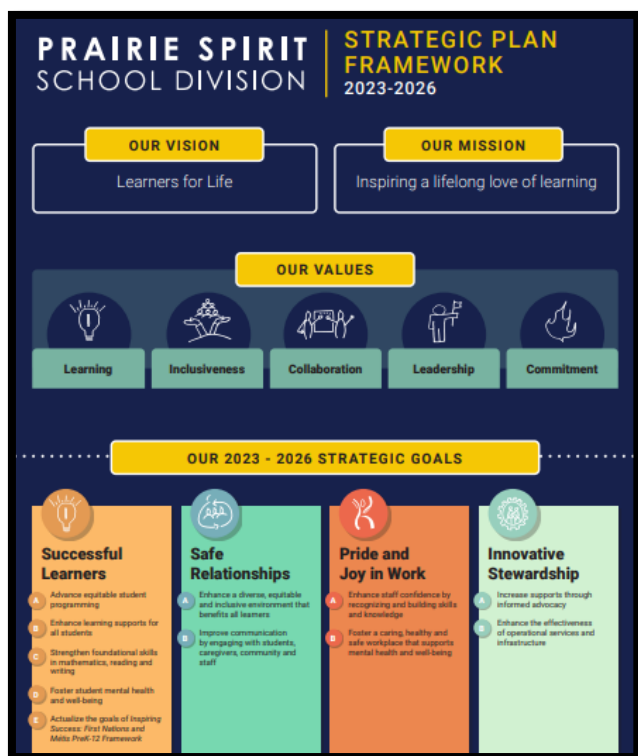 PRAIRIE SPIRIT
SCHOOL DIVISION
STRATEGIC PLAN
FRAMEWORK
2023-2026
OUR VISION
Learners for Life
OUR MISSION
Inspiring a lifelong love of learning
OUR VALUES
Learning
Inclusiveness
Collaboration
Leadership
Commitment
OUR 2023 - 2026 STRATEGIC GOALS
Successful
Learners
A Advance equitable student
programming
B Enhance learning supports for
all students
C Strengthen foundational skills
in mathematics, reading and
writing
D Foster student mental health
and well-being
E Actualize the goals of Inspiring
Success: First Nations and
Métis PreK-12 Framework
Safe
Relationships
A Enhance a diverse, equitable
and inclusive environment that
benefits all learners
B Improve communication
by engaging with students,
caregivers, community and
staff
Pride and
Joy in Work
A Enhance staff confidence by
recognizing and building skills
and knowledge
B Foster a caring, healthy and
safe workplace that supports
mental health and well-being
Innovative
Stewardship
A Increase supports through
informed advocacy
Enhance the effectiveness
of operational services and
infrastructure